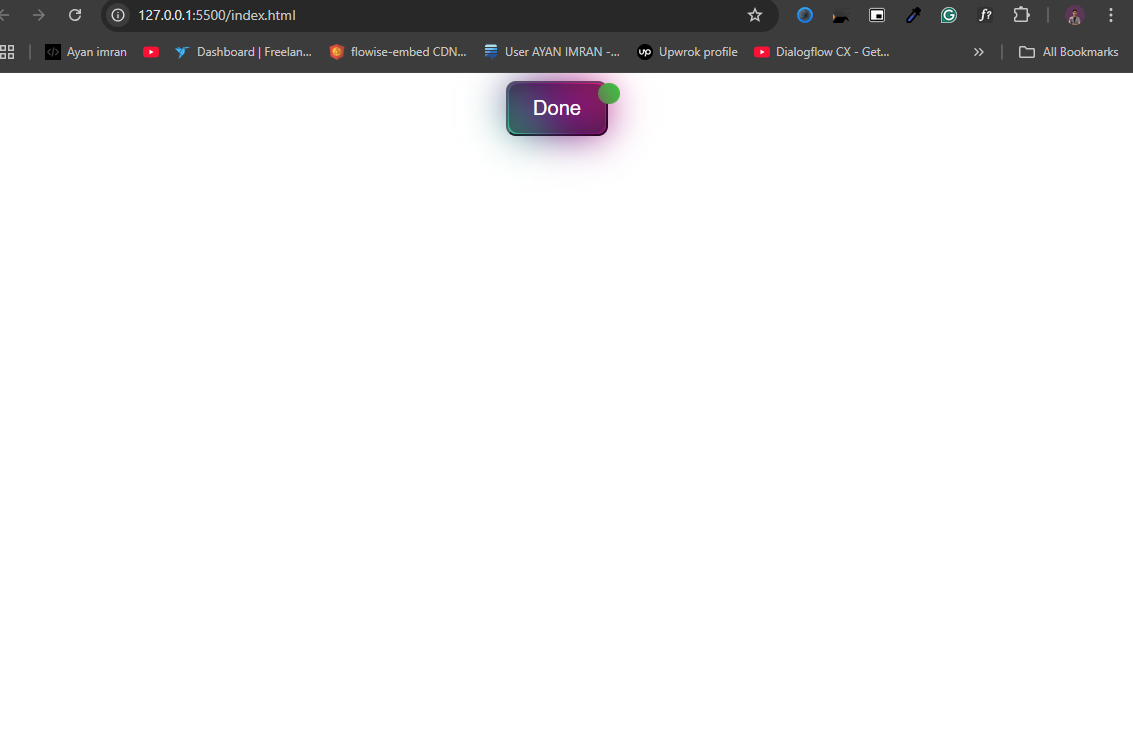 127.0.0.1:5500/index.html
Ayan imran
Dashboard | Freelan...
flowise-embed CDN...
User AYAN IMRAN -...
up
Upwrok profile
Dialogflow CX - Get...
All Bookmarks
Done